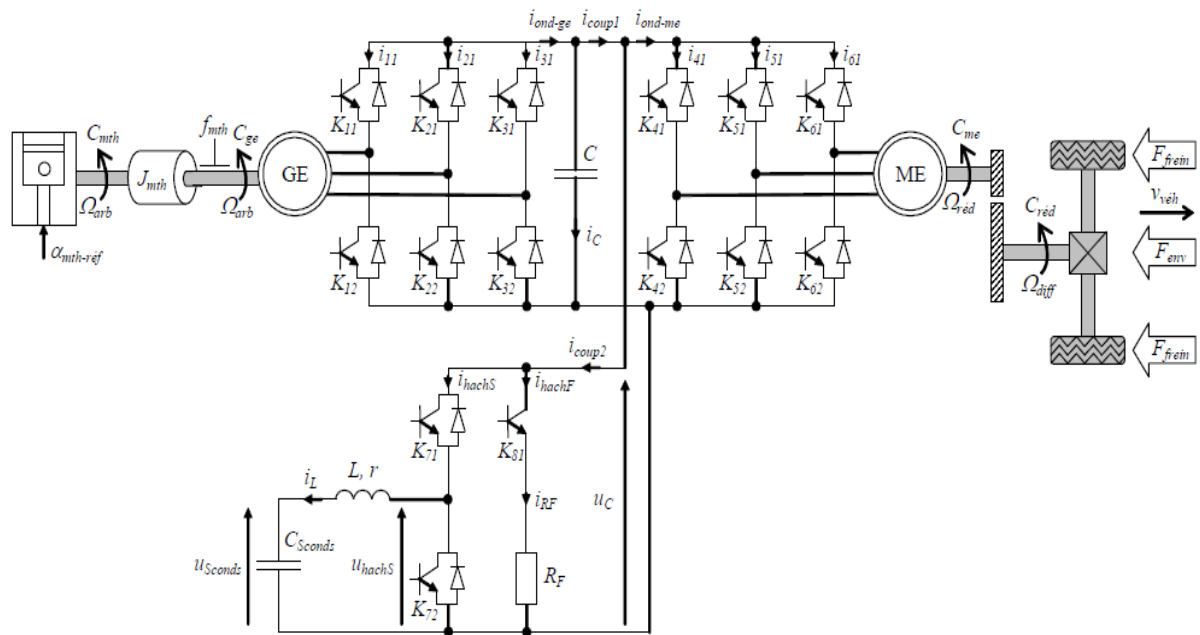 i_ond-ge i_coup1 i_ond-me
i_11 i_21 i_31 i_41 i_51 i_61
K_11 K_21 K_31 K_41 K_51 K_61
C_mth f_mth C_ge C_me
J_mth GE C ME
Ω_arb Ω_arb Ω_réd
α_mth-réf
F_frein
v_véh
C_réd
F_env
Ω_diff
F_frein
i_C
K_12 K_22 K_32 K_42 K_52 K_62
i_coup2
i_hachS i_hachF
K_71 K_81
L, r
i_L i_RF u_C
C_Sconds
u_Sconds u_hachS R_F
K_72